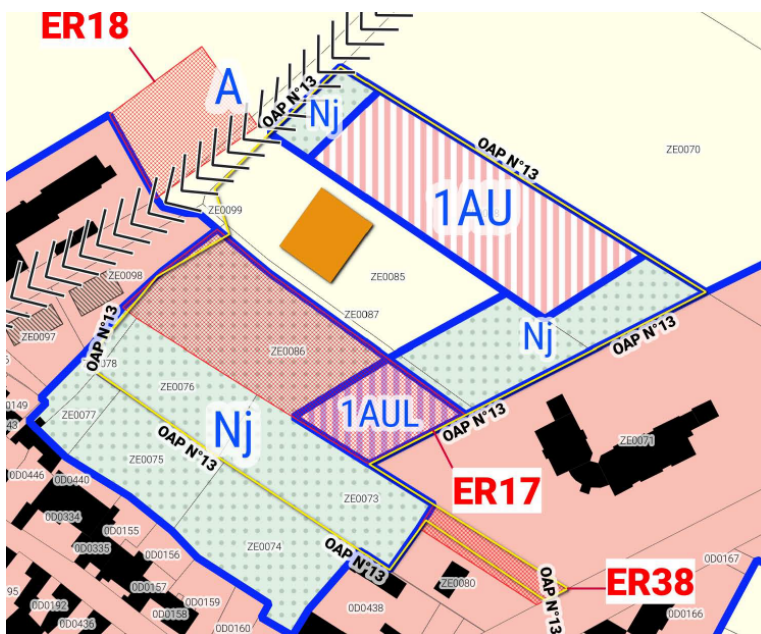 ER18
A
OAP N°13
Nj
OAP N°13
ZE0070
1AU
ZE0099
ZE0098
ZE0085
ZE0087
ZE0097
OAP N°13
Nj
OAP N°13
ZE0086
ZE0076
1AUL
OAP N°13
0149
ZE0077
Nj
OAP N°13
ZE0071
0D0446
0D0440
ZE0075
ER17
ZE0073
0D0334
0D0155
0D0335
0D0156
ZE0074
OAP N°13
ZE0080
OAP N°13
ER38
0D0167
0D0157
0D0192
0D0159
0D0158
0D0438
0D0166
0D0436
0D0160